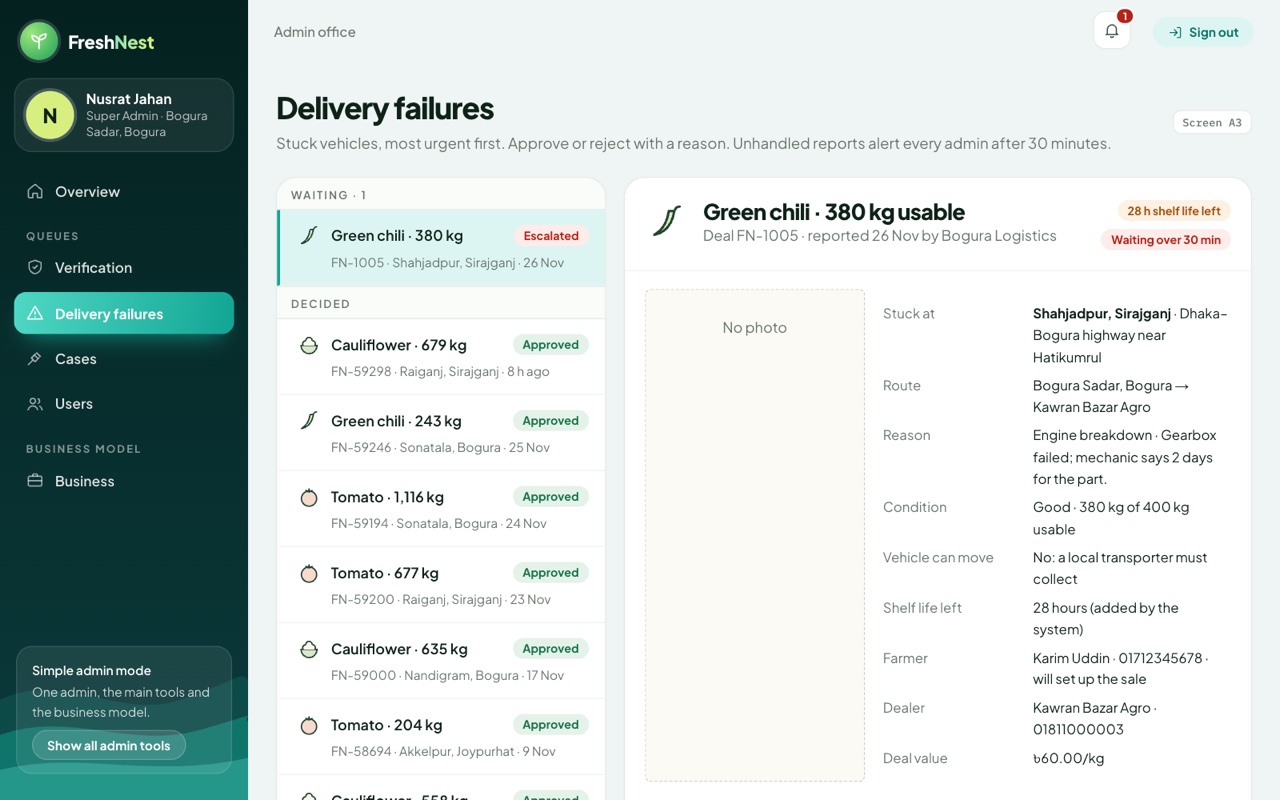 FreshNest
N
Nusrat Jahan
Super Admin · Bogura
Sadar, Bogura
Overview
QUEUES
Verification
Delivery failures
Cases
Users
BUSINESS MODEL
Business
Simple admin mode
One admin, the main tools and
the business model.
Show all admin tools
Admin office
1
Sign out
Delivery failures
Stuck vehicles, most urgent first. Approve or reject with a reason. Unhandled reports alert every admin after 30 minutes.
Screen A3
WAITING · 1
Green chili · 380 kg
Escalated
FN-1005 · Shahjadpur, Sirajganj · 26 Nov
DECIDED
Cauliflower · 679 kg
Approved
FN-59298 · Raiganj, Sirajganj · 8 h ago
Green chili · 243 kg
Approved
FN-59246 · Sonatala, Bogura · 25 Nov
Tomato · 1,116 kg
Approved
FN-59194 · Sonatala, Bogura · 24 Nov
Tomato · 677 kg
Approved
FN-59200 · Raiganj, Sirajganj · 23 Nov
Cauliflower · 635 kg
Approved
FN-59000 · Nandigram, Bogura · 17 Nov
Tomato · 204 kg
Approved
FN-58694 · Akkelpur, Joypurhat · 9 Nov
Cauliflower · 558 kg
Approved
Green chili · 380 kg usable
Deal FN-1005 · reported 26 Nov by Bogura Logistics
28 h shelf life left
Waiting over 30 min
No photo
Stuck at
Shahjadpur, Sirajganj · Dhaka–
Bogura highway near
Hatikumrul
Route
Bogura Sadar, Bogura →
Kawran Bazar Agro
Reason
Engine breakdown · Gearbox
failed; mechanic says 2 days
for the part.
Condition
Good · 380 kg of 400 kg
usable
Vehicle can move
No: a local transporter must
collect
Shelf life left
28 hours (added by the
system)
Farmer
Karim Uddin · 01712345678 ·
will set up the sale
Dealer
Kawran Bazar Agro ·
01811000003
Deal value
৳60.00/kg